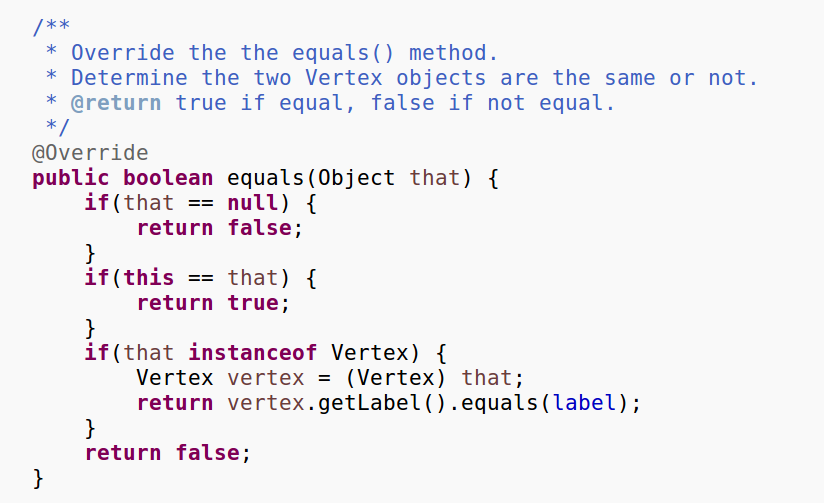 /**
 * Override the the equals() method.
 * Determine the two Vertex objects are the same or not.
 * @return true if equal, false if not equal.
 */
@Override
public boolean equals(Object that) {
    if(that == null) {
        return false;
    }
    if(this == that) {
        return true;
    }
    if(that instanceof Vertex) {
        Vertex vertex = (Vertex) that;
        return vertex.getLabel().equals(label);
    }
    return false;
}